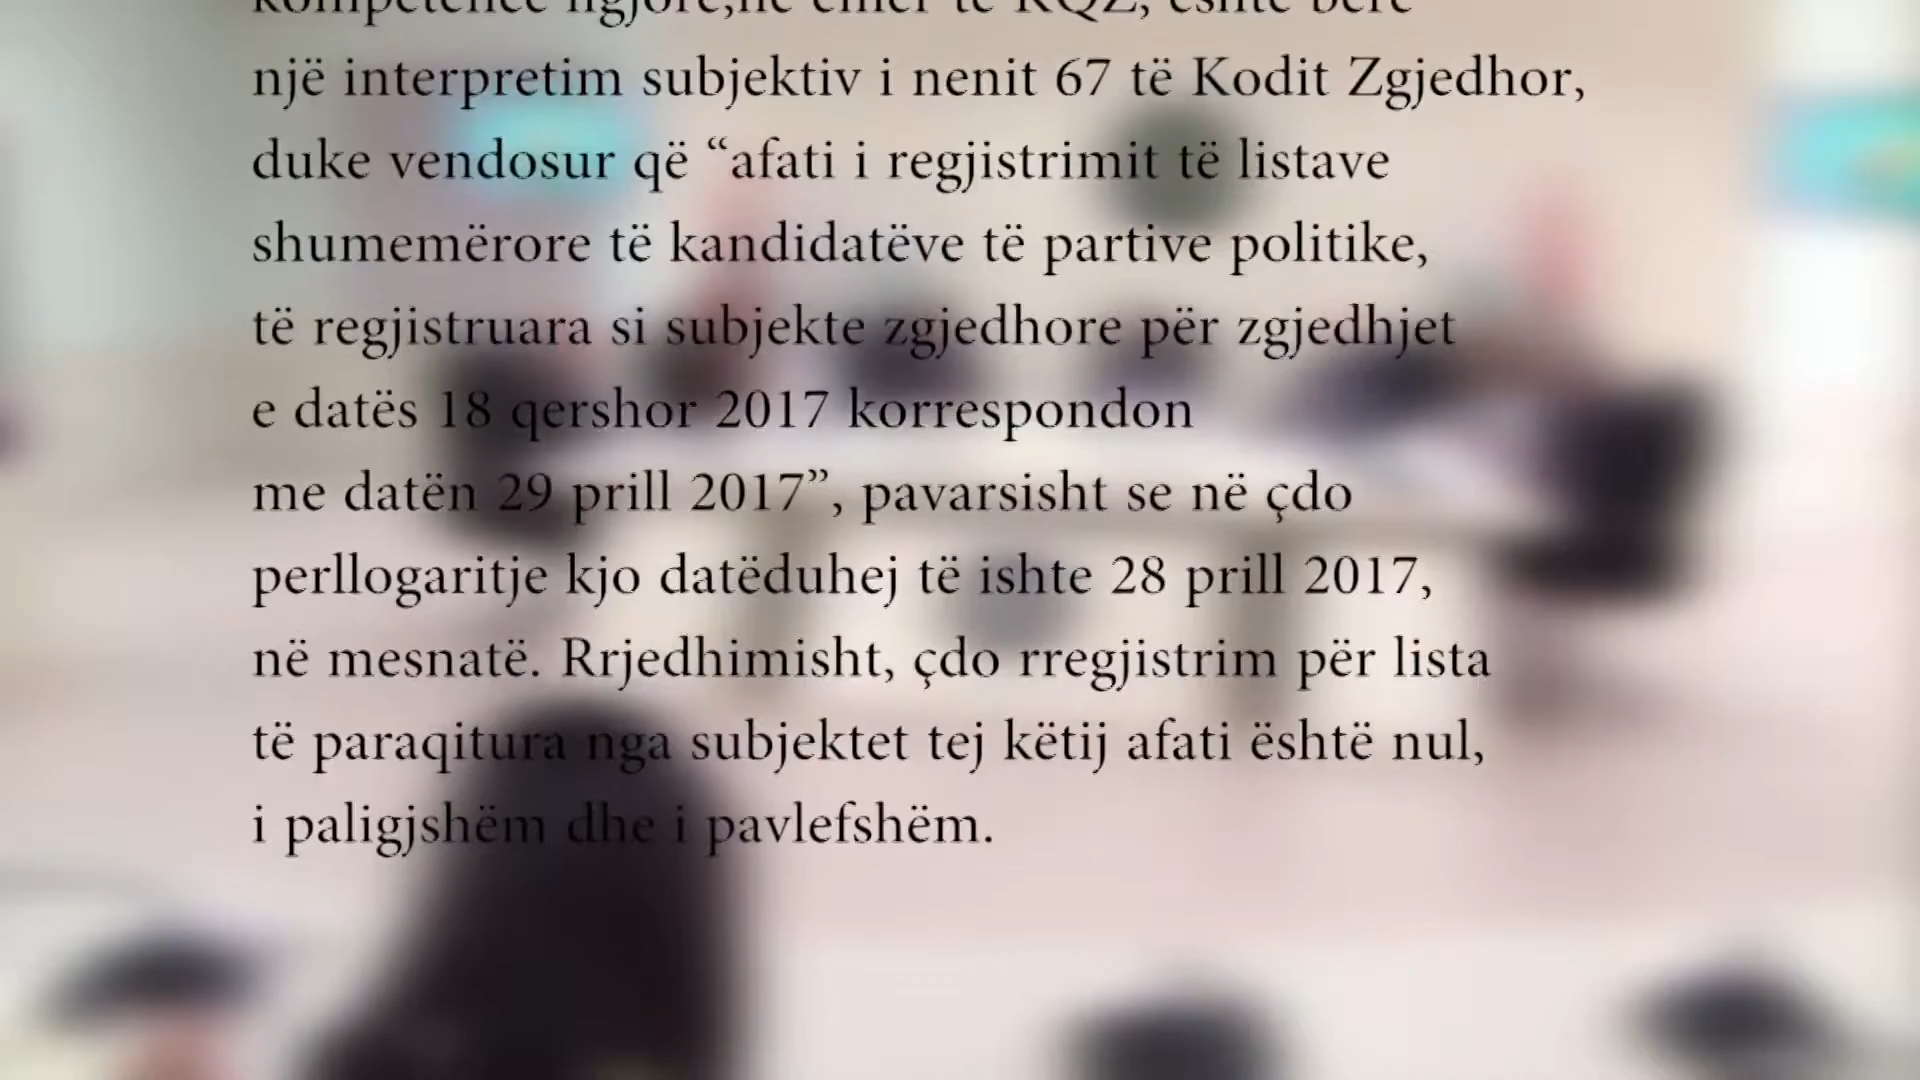 një interpretim subjektiv i nenit 67 të Kodit Zgjedhor,
duke vendosur që “afati i regjistrimit të listave
shumemërore të kandidatëve të partive politike,
të regjistruara si subjekte zgjedhore për zgjedhjet
e datës 18 qershor 2017 korrespondon
me datën 29 prill 2017”, pavarsisht se në çdo
perllogaritje kjo datëduhej të ishte 28 prill 2017,
në mesnatë. Rrjedhimisht, çdo rregjistrim për lista
të paraqitura nga subjektet tej këtij afati është nul,
i paligjshëm dhe i pavlefshëm.